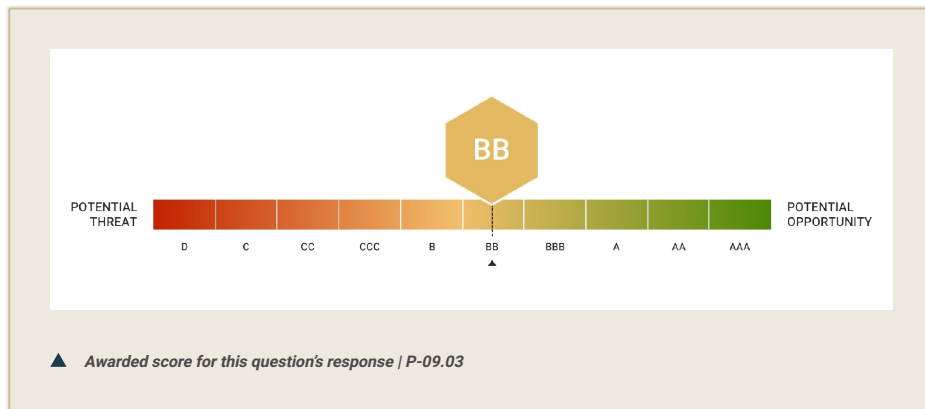 BB
POTENTIAL
THREAT
POTENTIAL
OPPORTUNITY
D C CC CCC B BB BBB A AA AAA
Awarded score for this question's response | P-09.03